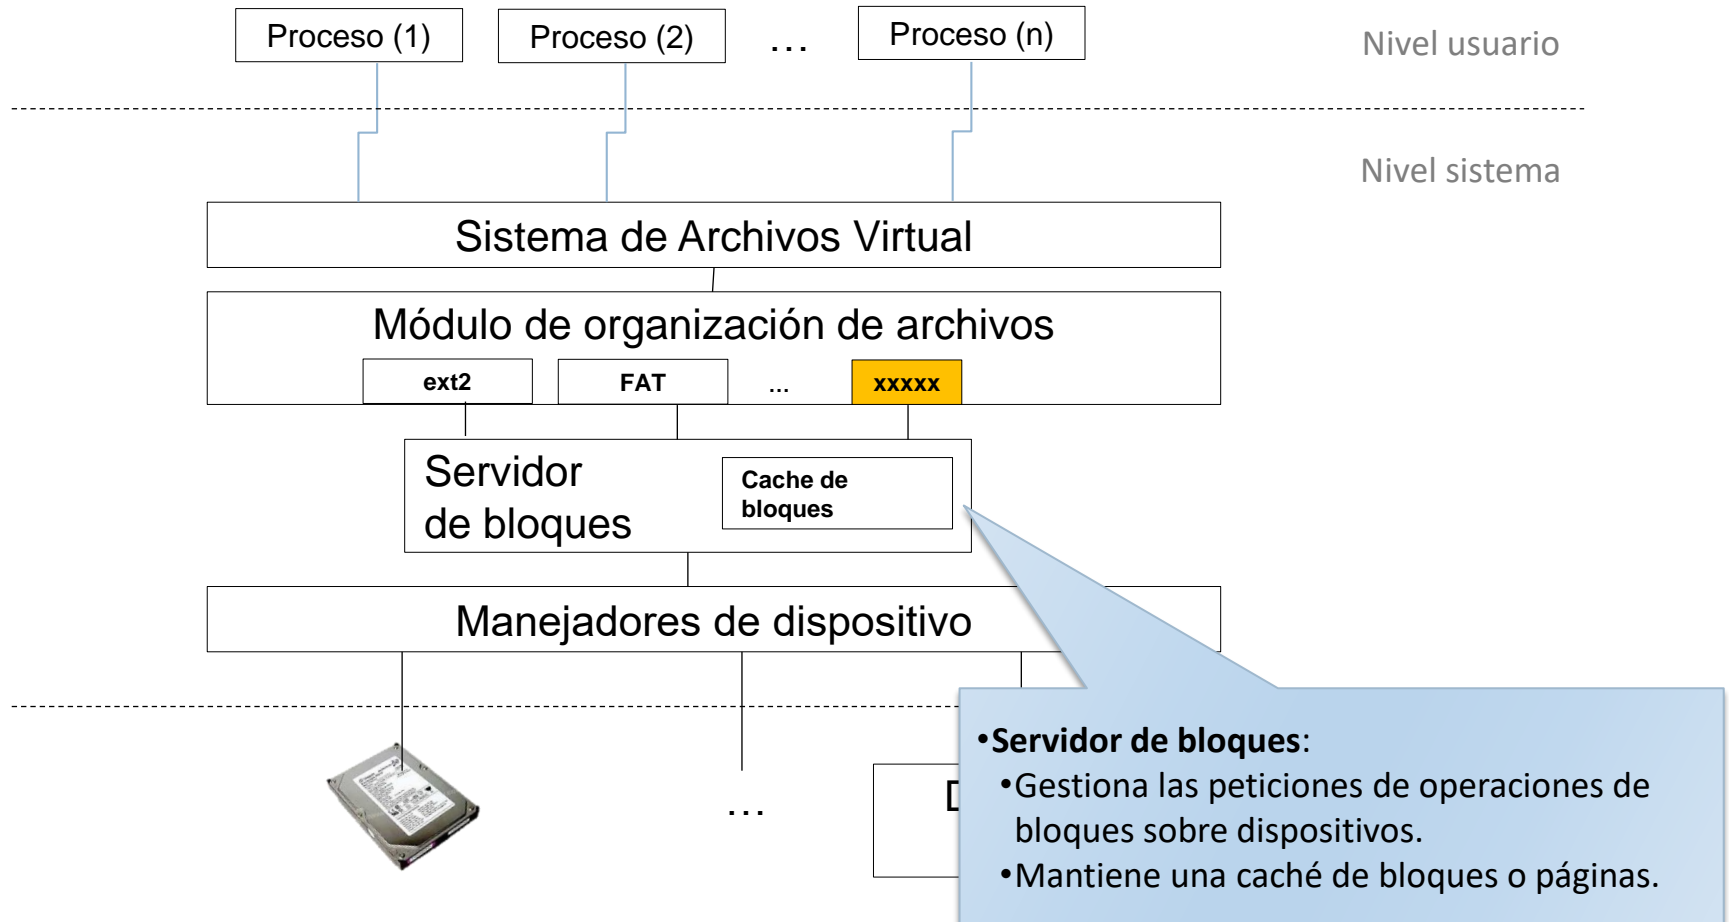 Proceso (1)
Proceso (2)
...
Proceso (n)
Nivel usuario
Nivel sistema
Sistema de Archivos Virtual
Módulo de organización de archivos
ext2
FAT
...
xxxxx
Servidor
de bloques
Cache de
bloques
Manejadores de dispositivo
...
•Servidor de bloques:
•Gestiona las peticiones de operaciones de
bloques sobre dispositivos.
•Mantiene una caché de bloques o páginas.